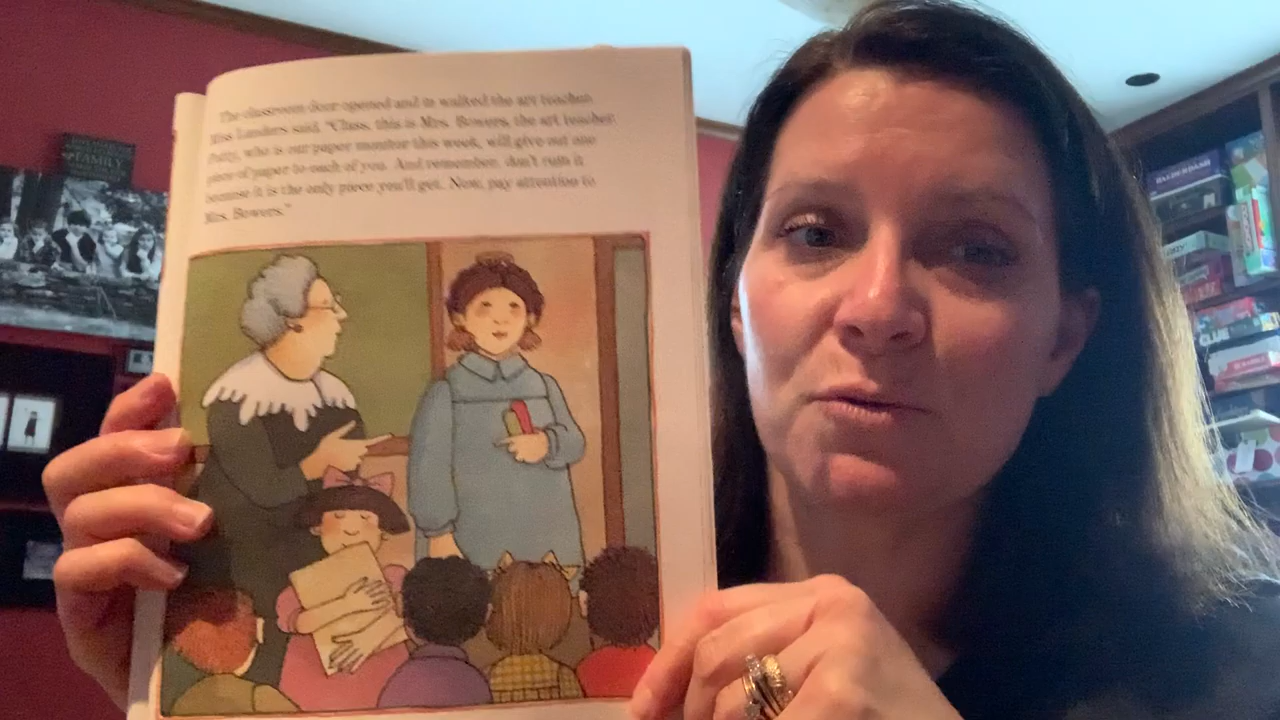 The classroom door opened and in walked the art teacher.
Miss Landers said, "Class, this is Mrs. Bowers, the art teacher.
Patty, who is our paper monitor this week, will give out one
piece of paper to each of you. And remember, don't ruin it
because it is the only piece you'll get. Now, pay attention to
Mrs. Bowers."
FAMILY
BALDERDASH
CLUE